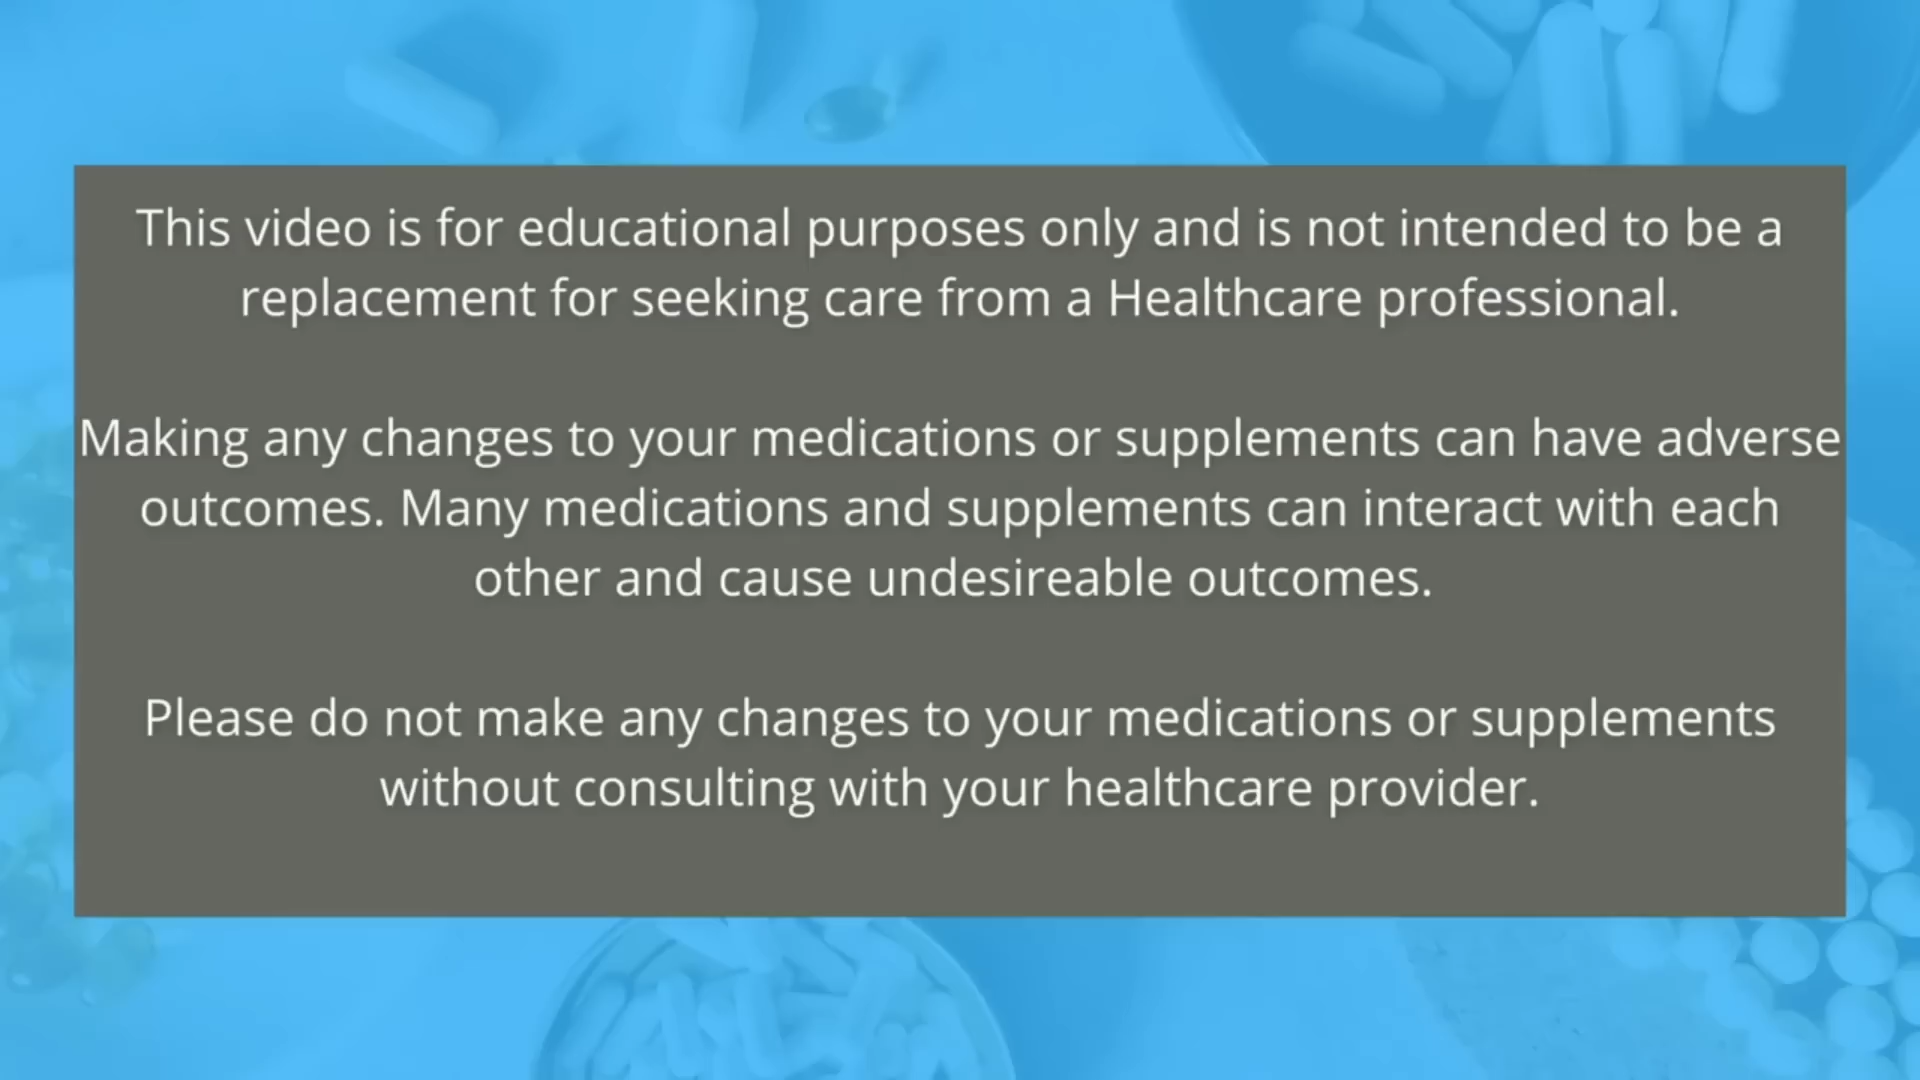 This video is for educational purposes only and is not intended to be a
replacement for seeking care from a Healthcare professional.
Making any changes to your medications or supplements can have adverse
outcomes. Many medications and supplements can interact with each
other and cause undesireable outcomes.
Please do not make any changes to your medications or supplements
without consulting with your healthcare provider.